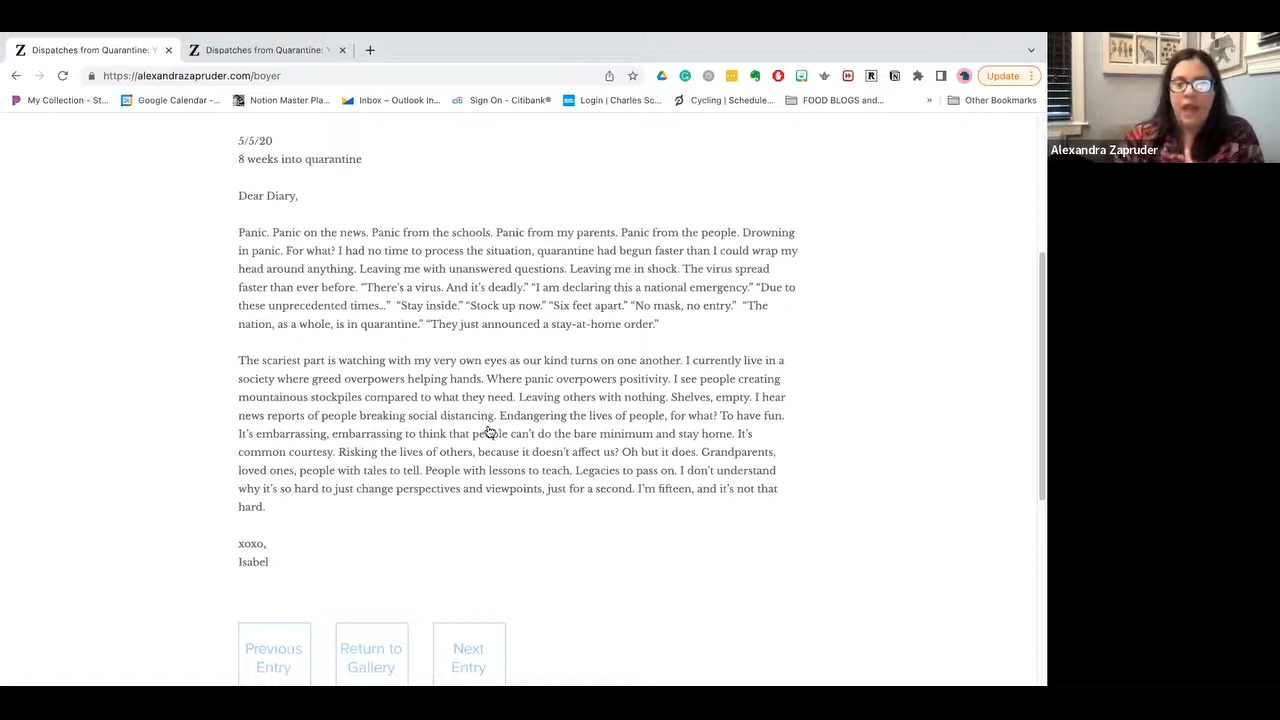 Dispatches from Quarantine: Y
Dispatches from Quarantine: Y
https://alexandrazapruder.com/boyer
Update
My Collection - St...
Google Calendar -...
Notion Master Pla...
Inbox – Outlook In...
Sign On - Citibank®
Login | Charles Sc...
Cycling | Schedule...
FOOD BLOGS and...
»
Other Bookmarks
Alexandra Zapruder
5/5/20
8 weeks into quarantine
Dear Diary,
Panic. Panic on the news. Panic from the schools. Panic from my parents. Panic from the people. Drowning
in panic. For what? I had no time to process the situation, quarantine had begun faster than I could wrap my
head around anything. Leaving me with unanswered questions. Leaving me in shock. The virus spread
faster than ever before. “There’s a virus. And it’s deadly.” “I am declaring this a national emergency.” “Due to
these unprecedented times...”  “Stay inside.” “Stock up now.” “Six feet apart.” “No mask, no entry.”  “The
nation, as a whole, is in quarantine.” “They just announced a stay-at-home order.”
The scariest part is watching with my very own eyes as our kind turns on one another. I currently live in a
society where greed overpowers helping hands. Where panic overpowers positivity. I see people creating
mountainous stockpiles compared to what they need. Leaving others with nothing. Shelves, empty. I hear
news reports of people breaking social distancing. Endangering the lives of people, for what? To have fun.
It’s embarrassing, embarrassing to think that people can’t do the bare minimum and stay home. It’s
common courtesy. Risking the lives of others, because it doesn’t affect us? Oh but it does. Grandparents,
loved ones, people with tales to tell. People with lessons to teach. Legacies to pass on. I don’t understand
why it’s so hard to just change perspectives and viewpoints, just for a second. I’m fifteen, and it’s not that
hard.
xoxo,
Isabel
Previous
Entry
Return to
Gallery
Next
Entry